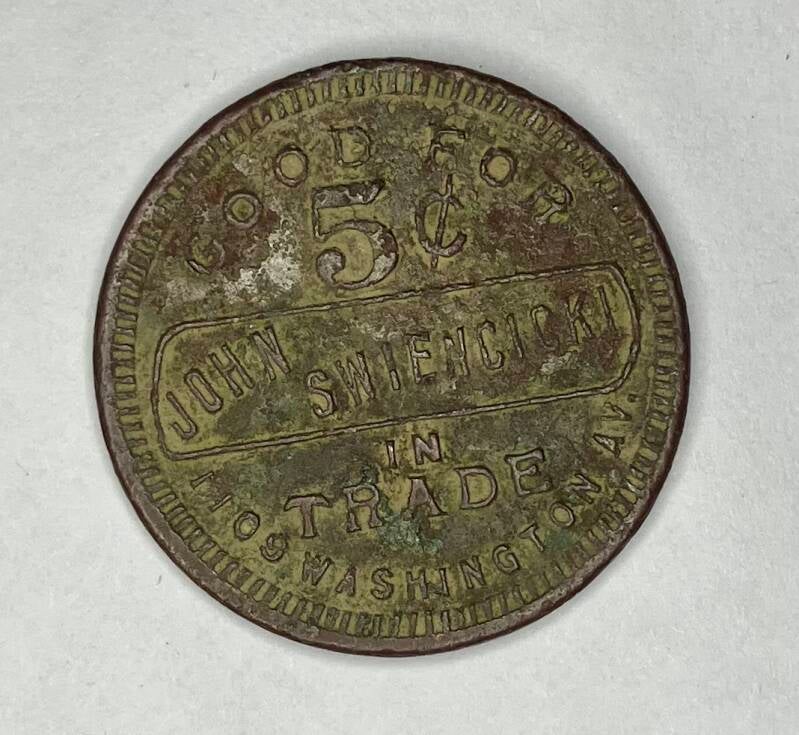 GOOD FOR
5¢
JOHN SWIENCICKI
IN
TRADE
1109 WASHINGTON AV.